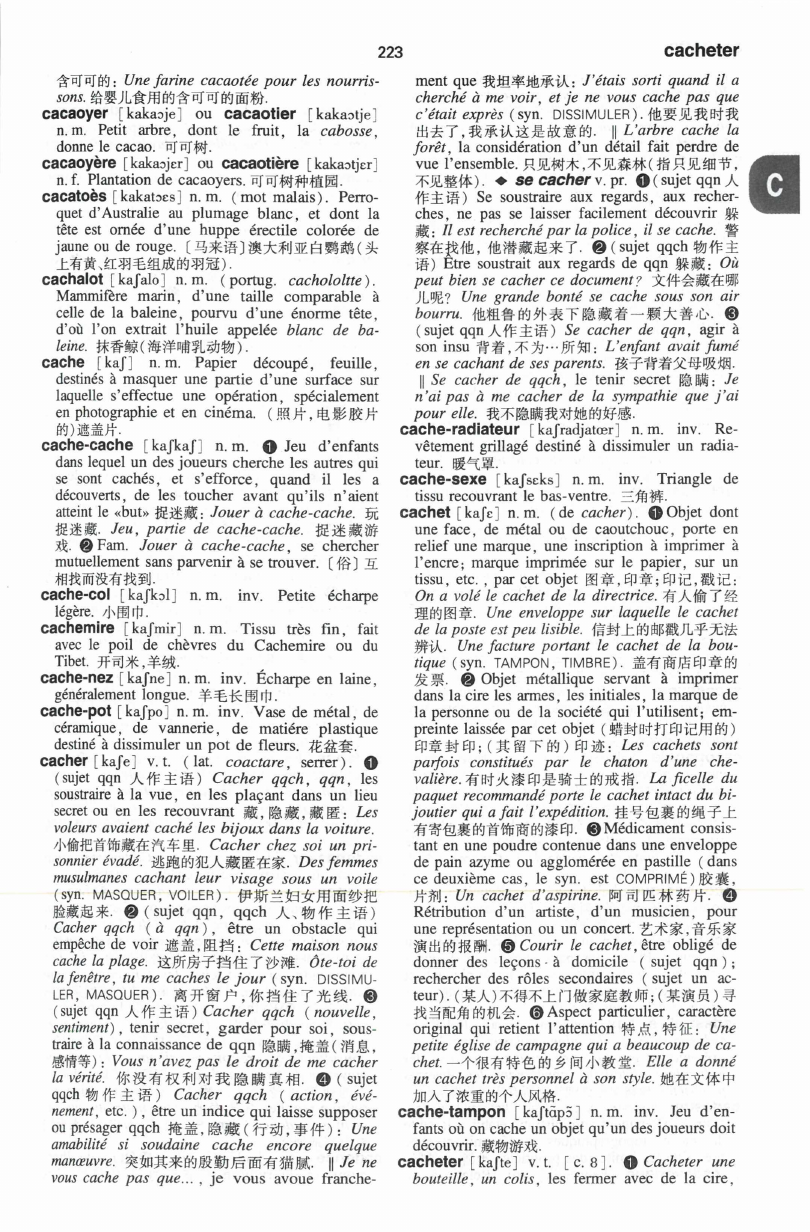 223
cacheter
含可可的：Une farine cacaotée pour les nourris-
sons. 给婴儿食用的含可可的面粉.
cacaoyer [kakaɔje] ou cacaotier [kakaɔtje]
n. m. Petit arbre, dont le fruit, la cabosse,
donne le cacao. 可可树.
cacaoyère [kakaɔjɛr] ou cacaotière [kakaɔtjɛr]
n. f. Plantation de cacaoyers. 可可树种植园.
cacatoès [kakatɔɛs] n. m. (mot malais). Perro-
quet d'Australie au plumage blanc, et dont la
tête est ornée d'une huppe érectile colorée de
jaune ou de rouge. 〔马来语〕澳大利亚白鹦鹉(头
上有黄、红羽毛组成的羽冠).
cachalot [kaʃalo] n. m. (portug. cachololtte).
Mammifère marin, d'une taille comparable à
celle de la baleine, pourvu d'une énorme tête,
d'où l'on extrait l'huile appelée blanc de ba-
leine. 抹香鲸(海洋哺乳动物).
cache [kaʃ] n. m. Papier découpé, feuille,
destinés à masquer une partie d'une surface sur
laquelle s'effectue une opération, spécialement
en photographie et en cinéma. (照片,电影胶片
的)遮盖片.
cache-cache [kaʃkaʃ] n. m. ❶ Jeu d'enfants
dans lequel un des joueurs cherche les autres qui
se sont cachés, et s'efforce, quand il les a
découverts, de les toucher avant qu'ils n'aient
atteint le «but» 捉迷藏：Jouer à cache-cache. 玩
捉迷藏. Jeu, partie de cache-cache. 捉迷藏游
戏. ❷ Fam. Jouer à cache-cache, se chercher
mutuellement sans parvenir à se trouver. 〔俗〕互
相找而没有找到.
cache-col [kaʃkɔl] n. m. inv. Petite écharpe
légère. 小围巾.
cachemire [kaʃmir] n. m. Tissu très fin, fait
avec le poil de chèvres du Cachemire ou du
Tibet. 开司米,羊绒.
cache-nez [kaʃne] n. m. inv. Écharpe en laine,
généralement longue. 羊毛长围巾.
cache-pot [kaʃpo] n. m. inv. Vase de métal, de
céramique, de vannerie, de matiére plastique
destiné à dissimuler un pot de fleurs. 花盆套.
cacher [kaʃe] v. t. (lat. coactare, serrer). ❶
(sujet qqn 人作主语) Cacher qqch, qqn, les
soustraire à la vue, en les plaçant dans un lieu
secret ou en les recouvrant 藏,隐藏,藏匿：Les
voleurs avaient caché les bijoux dans la voiture.
小偷把首饰藏在汽车里. Cacher chez soi un pri-
sonnier évadé. 逃跑的犯人藏匿在家. Des femmes
musulmanes cachant leur visage sous un voile
(syn. MASQUER, VOILER). 伊斯兰妇女用面纱把
脸藏起来. ❷ (sujet qqn, qqch 人、物作主语)
Cacher qqch (à qqn), être un obstacle qui
empêche de voir 遮盖,阻挡：Cette maison nous
cache la plage. 这所房子挡住了沙滩. Ôte-toi de
la fenêtre, tu me caches le jour (syn. DISSIMU-
LER, MASQUER). 离开窗户,你挡住了光线. ❸
(sujet qqn 人作主语) Cacher qqch (nouvelle,
sentiment), tenir secret, garder pour soi, sous-
traire à la connaissance de qqn 隐瞒,掩盖(消息,
感情等)：Vous n'avez pas le droit de me cacher
la vérité. 你没有权利对我隐瞒真相. ❹ (sujet
qqch 物作主语) Cacher qqch (action, évé-
nement, etc.), être un indice qui laisse supposer
ou présager qqch 掩盖,隐藏(行动,事件)：Une
amabilité si soudaine cache encore quelque
manœuvre. 突如其来的殷勤后面有猫腻. ‖ Je ne
vous cache pas que..., je vous avoue franche-
ment que 我坦率地承认：J'étais sorti quand il a
cherché à me voir, et je ne vous cache pas que
c'était exprès (syn. DISSIMULER). 他要见我时我
出去了,我承认这是故意的. ‖ L'arbre cache la
forêt, la considération d'un détail fait perdre de
vue l'ensemble. 只见树木,不见森林(指只见细节,
不见整体). ◆ se cacher v. pr. ❶ (sujet qqn 人
作主语) Se soustraire aux regards, aux recher-
ches, ne pas se laisser facilement découvrir 躲
藏：Il est recherché par la police, il se cache. 警
察在找他, 他潜藏起来了. ❷ (sujet qqch 物作主
语) Être soustrait aux regards de qqn 躲藏：Où
peut bien se cacher ce document? 文件会藏在哪
儿呢? Une grande bonté se cache sous son air
bourru. 他粗鲁的外表下隐藏着一颗大善心. ❸
(sujet qqn 人作主语) Se cacher de qqn, agir à
son insu 背着,不为…所知：L'enfant avait fumé
en se cachant de ses parents. 孩子背着父母吸烟.
‖ Se cacher de qqch, le tenir secret 隐瞒：Je
n'ai pas à me cacher de la sympathie que j'ai
pour elle. 我不隐瞒我对她的好感.
cache-radiateur [kaʃradjatœr] n. m. inv. Re-
vêtement grillagé destiné à dissimuler un radia-
teur. 暖气罩.
cache-sexe [kaʃsɛks] n. m. inv. Triangle de
tissu recouvrant le bas-ventre. 三角裤.
cachet [kaʃɛ] n. m. (de cacher). ❶ Objet dont
une face, de métal ou de caoutchouc, porte en
relief une marque, une inscription à imprimer à
l'encre; marque imprimée sur le papier, sur un
tissu, etc., par cet objet 图章,印章;印记,戳记：
On a volé le cachet de la directrice. 有人偷了经
理的图章. Une enveloppe sur laquelle le cachet
de la poste est peu lisible. 信封上的邮戳几乎无法
辨认. Une facture portant le cachet de la bou-
tique (syn. TAMPON, TIMBRE). 盖有商店印章的
发票. ❷ Objet métallique servant à imprimer
dans la cire les armes, les initiales, la marque de
la personne ou de la société qui l'utilisent; em-
preinte laissée par cet objet (蜡封时打印记用的)
印章封印;(其留下的)印迹：Les cachets sont
parfois constitués par le chaton d'une che-
valière. 有时火漆印是骑士的戒指. La ficelle du
paquet recommandé porte le cachet intact du bi-
joutier qui a fait l'expédition. 挂号包裹的绳子上
有寄包裹的首饰商的漆印. ❸ Médicament consis-
tant en une poudre contenue dans une enveloppe
de pain azyme ou agglomérée en pastille (dans
ce deuxième cas, le syn. est COMPRIMÉ) 胶囊,
片剂：Un cachet d'aspirine. 阿司匹林药片. ❹
Rétribution d'un artiste, d'un musicien, pour
une représentation ou un concert. 艺术家,音乐家
演出的报酬. ❺ Courir le cachet, être obligé de
donner des leçons à domicile (sujet qqn);
rechercher des rôles secondaires (sujet un ac-
teur). (某人)不得不上门做家庭教师;(某演员)寻
找当配角的机会. ❻ Aspect particulier, caractère
original qui retient l'attention 特点,特征：Une
petite église de campagne qui a beaucoup de ca-
chet. 一个很有特色的乡间小教堂. Elle a donné
un cachet très personnel à son style. 她在文体中
加入了浓重的个人风格.
cache-tampon [kaʃtɑ̃pɔ̃] n. m. inv. Jeu d'en-
fants où on cache un objet qu'un des joueurs doit
découvrir. 藏物游戏.
cacheter [kaʃte] v. t. [c. 8]. ❶ Cacheter une
bouteille, un colis, les fermer avec de la cire,
C